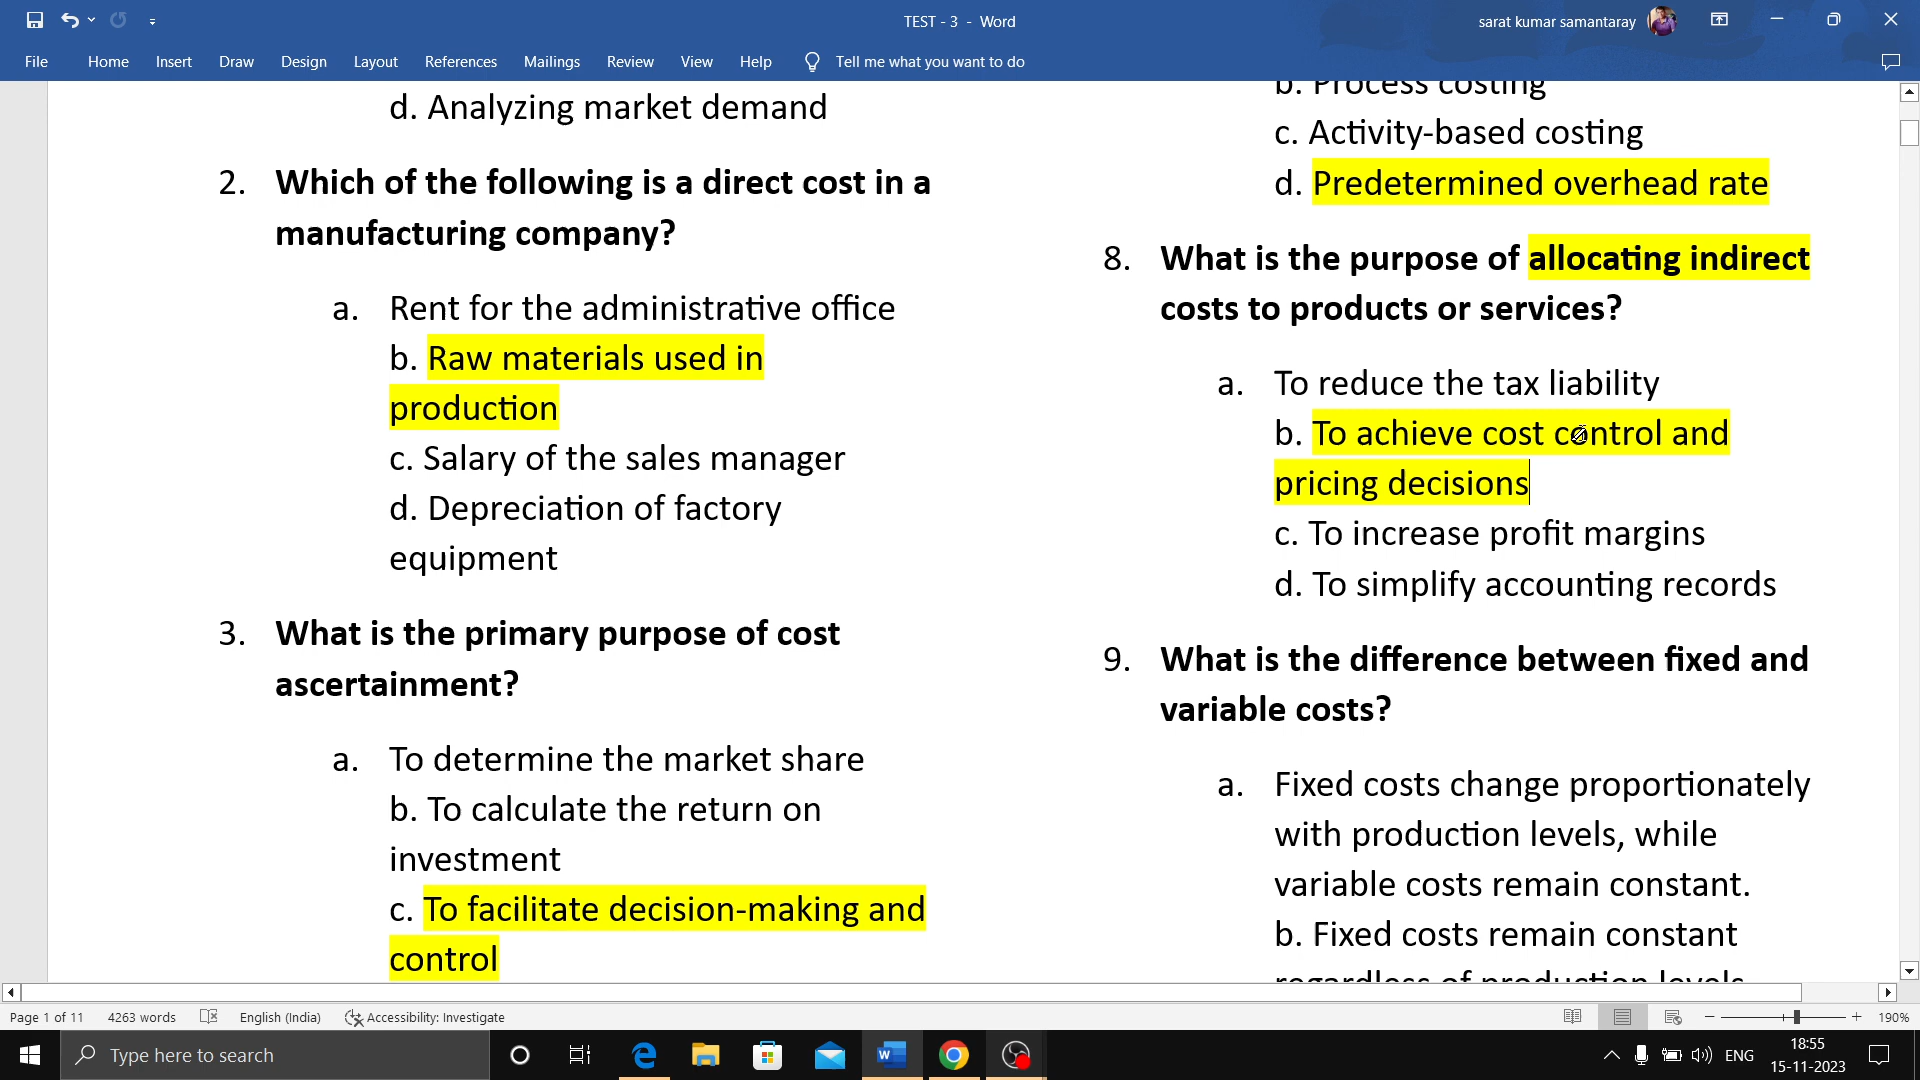 TEST - 3 - Word
sarat kumar samantaray
File
Home
Insert
Draw
Design
Layout
References
Mailings
Review
View
Help
Tell me what you want to do
d. Analyzing market demand
2. Which of the following is a direct cost in a
manufacturing company?
a. Rent for the administrative office
b. Raw materials used in
production
c. Salary of the sales manager
d. Depreciation of factory
equipment
3. What is the primary purpose of cost
ascertainment?
a. To determine the market share
b. To calculate the return on
investment
c. To facilitate decision-making and
control
b. Process costing
c. Activity-based costing
d. Predetermined overhead rate
8. What is the purpose of allocating indirect
costs to products or services?
a. To reduce the tax liability
b. To achieve cost control and
pricing decisions
c. To increase profit margins
d. To simplify accounting records
9. What is the difference between fixed and
variable costs?
a. Fixed costs change proportionately
with production levels, while
variable costs remain constant.
b. Fixed costs remain constant
regardless of production levels
Page 1 of 11
4263 words
English (India)
Accessibility: Investigate
190%
Type here to search
ENG
18:55
15-11-2023